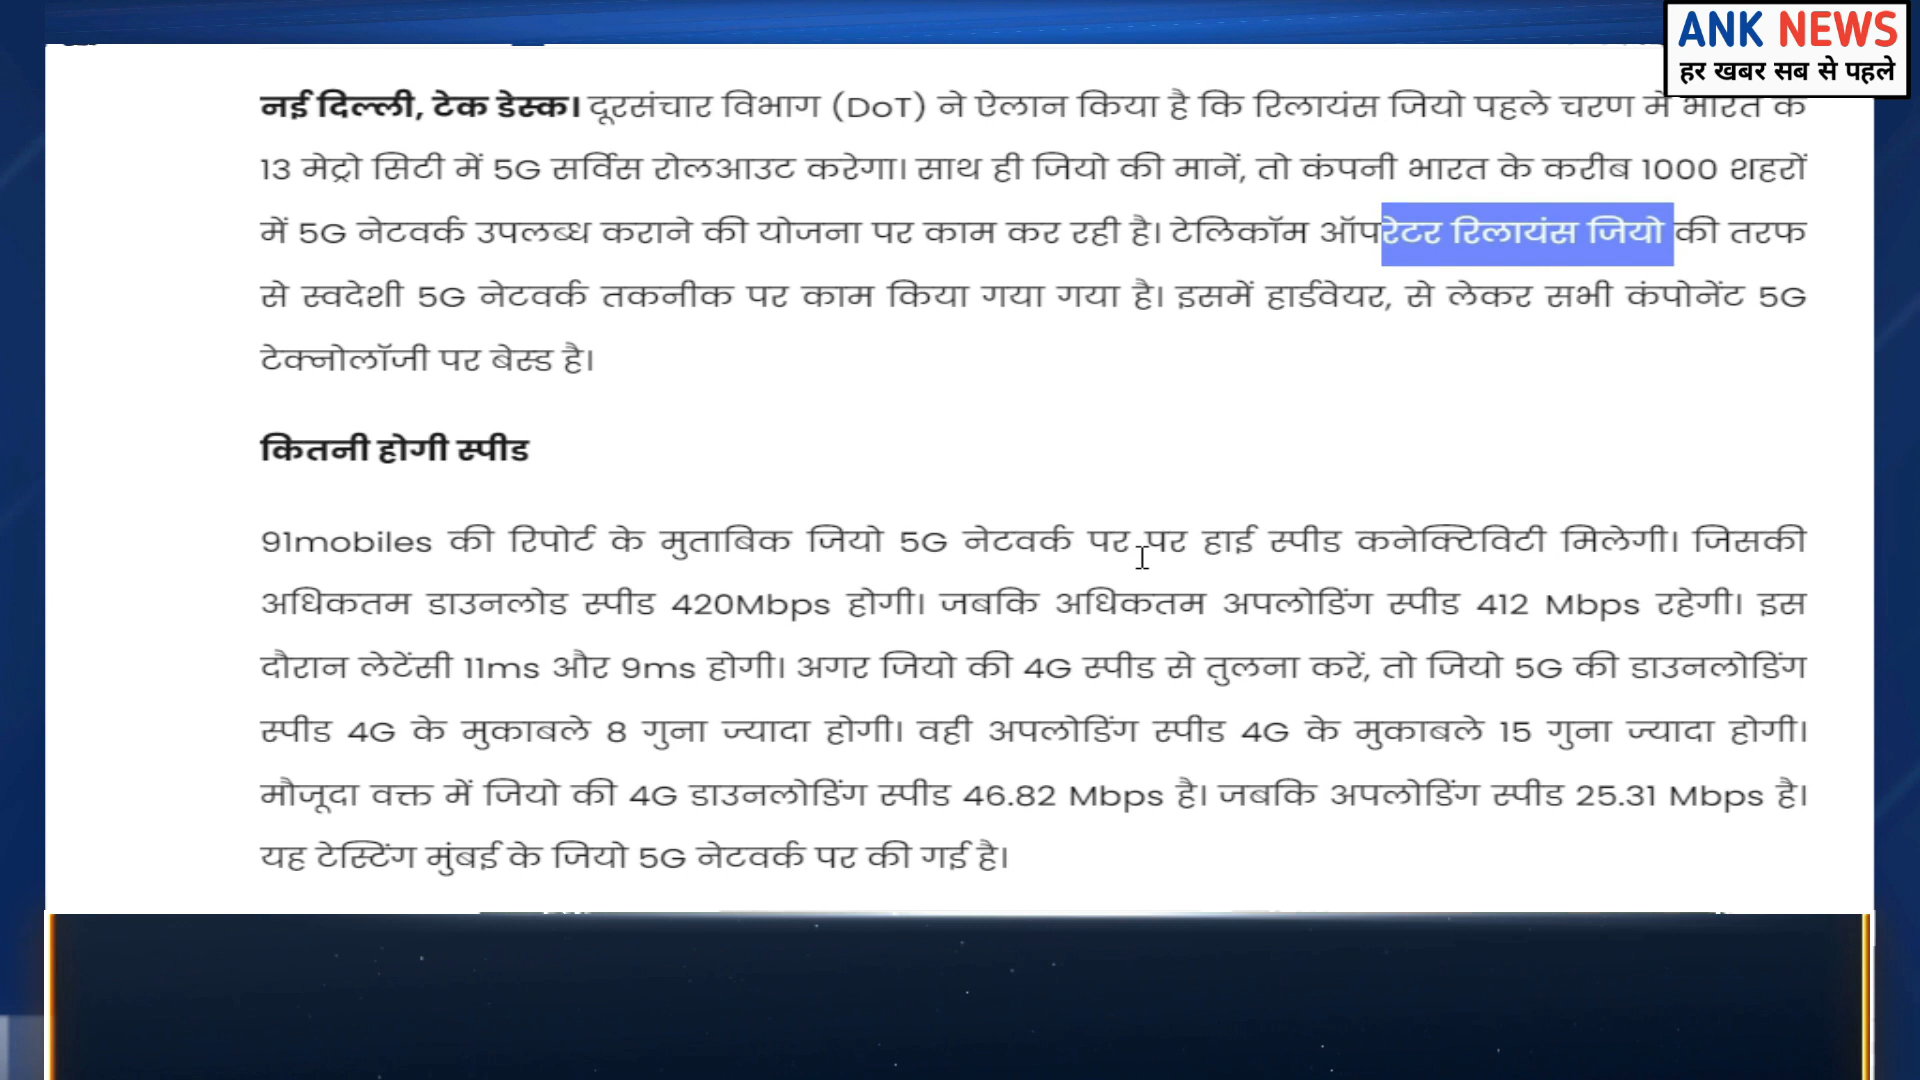 ANK NEWS
हर खबर सब से पहले
नई दिल्ली, टेक डेस्क। दूरसंचार विभाग (DoT) ने ऐलान किया है कि रिलायंस जियो पहले चरण में भारत के
13 मेट्रो सिटी में 5G सर्विस रोलआउट करेगा। साथ ही जियो की मानें, तो कंपनी भारत के करीब 1000 शहरों
में 5G नेटवर्क उपलब्ध कराने की योजना पर काम कर रही है। टेलिकॉम ऑपरेटर रिलायंस जियो की तरफ
से स्वदेशी 5G नेटवर्क तकनीक पर काम किया गया गया है। इसमें हार्डवेयर, से लेकर सभी कंपोनेंट 5G
टेक्नोलॉजी पर बेस्ड है।
कितनी होगी स्पीड
91mobiles की रिपोर्ट के मुताबिक जियो 5G नेटवर्क पर पर हाई स्पीड कनेक्टिविटी मिलेगी। जिसकी
अधिकतम डाउनलोड स्पीड 420Mbps होगी। जबकि अधिकतम अपलोडिंग स्पीड 412 Mbps रहेगी। इस
दौरान लेटेंसी 11ms और 9ms होगी। अगर जियो की 4G स्पीड से तुलना करें, तो जियो 5G की डाउनलोडिंग
स्पीड 4G के मुकाबले 8 गुना ज्यादा होगी। वही अपलोडिंग स्पीड 4G के मुकाबले 15 गुना ज्यादा होगी।
मौजूदा वक्त में जियो की 4G डाउनलोडिंग स्पीड 46.82 Mbps है। जबकि अपलोडिंग स्पीड 25.31 Mbps है।
यह टेस्टिंग मुंबई के जियो 5G नेटवर्क पर की गई है।